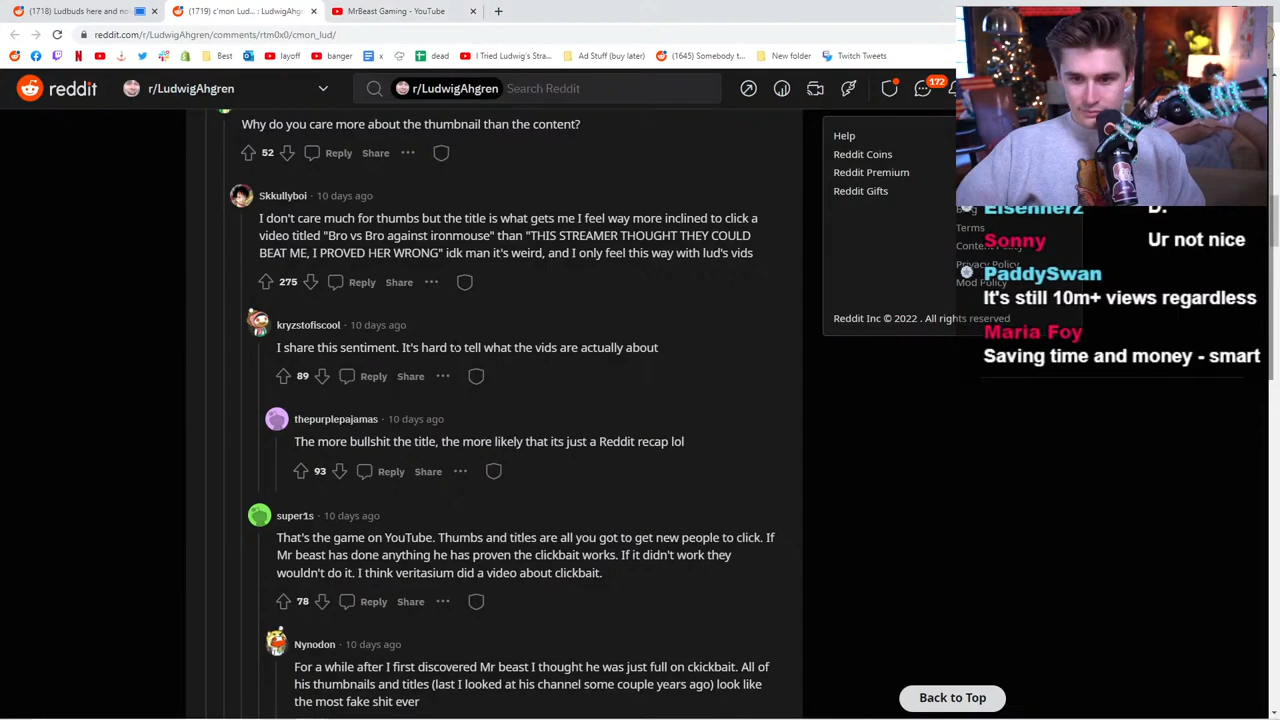 (1718) Ludbuds here and no
(1719) c'mon Lud... : LudwigAhgren
MrBeast Gaming - YouTube
reddit.com/r/LudwigAhgren/comments/rtm0x0/cmon_lud/
layoff
banger
x
dead
I Tried Ludwig's Stra...
Ad Stuff (buy later)
(1645) Somebody t...
Best
New folder
Twitch Tweets
reddit
r/LudwigAhgren
r/LudwigAhgren
Search Reddit
172
Why do you care more about the thumbnail than the content?
52 Reply Share
Skkullyboi · 10 days ago
I don't care much for thumbs but the title is what gets me I feel way more inclined to click a
video titled "Bro vs Bro against ironmouse" than "THIS STREAMER THOUGHT THEY COULD
BEAT ME, I PROVED HER WRONG" idk man it's weird, and I only feel this way with lud's vids
275 Reply Share
kryzstofiscool · 10 days ago
I share this sentiment. It's hard to tell what the vids are actually about
89 Reply Share
thepurplepajamas · 10 days ago
The more bullshit the title, the more likely that its just a Reddit recap lol
93 Reply Share
super1s · 10 days ago
That's the game on YouTube. Thumbs and titles are all you got to get new people to click. If
Mr beast has done anything he has proven the clickbait works. If it didn't work they
wouldn't do it. I think veritasium did a video about clickbait.
78 Reply Share
Nynodon · 10 days ago
For a while after I first discovered Mr beast I thought he was just full on ckickbait. All of
his thumbnails and titles (last I looked at his channel some couple years ago) look like
the most fake shit ever
Help
Reddit Coins
Reddit Premium
Reddit Gifts
Terms
Privacy Policy
Mod Policy
Reddit Inc © 2022 . All rights reserved
Eisennerz D.
Sonny Ur not nice
PaddySwan
It's still 10m+ views regardless
Maria Foy
Saving time and money - smart
Back to Top